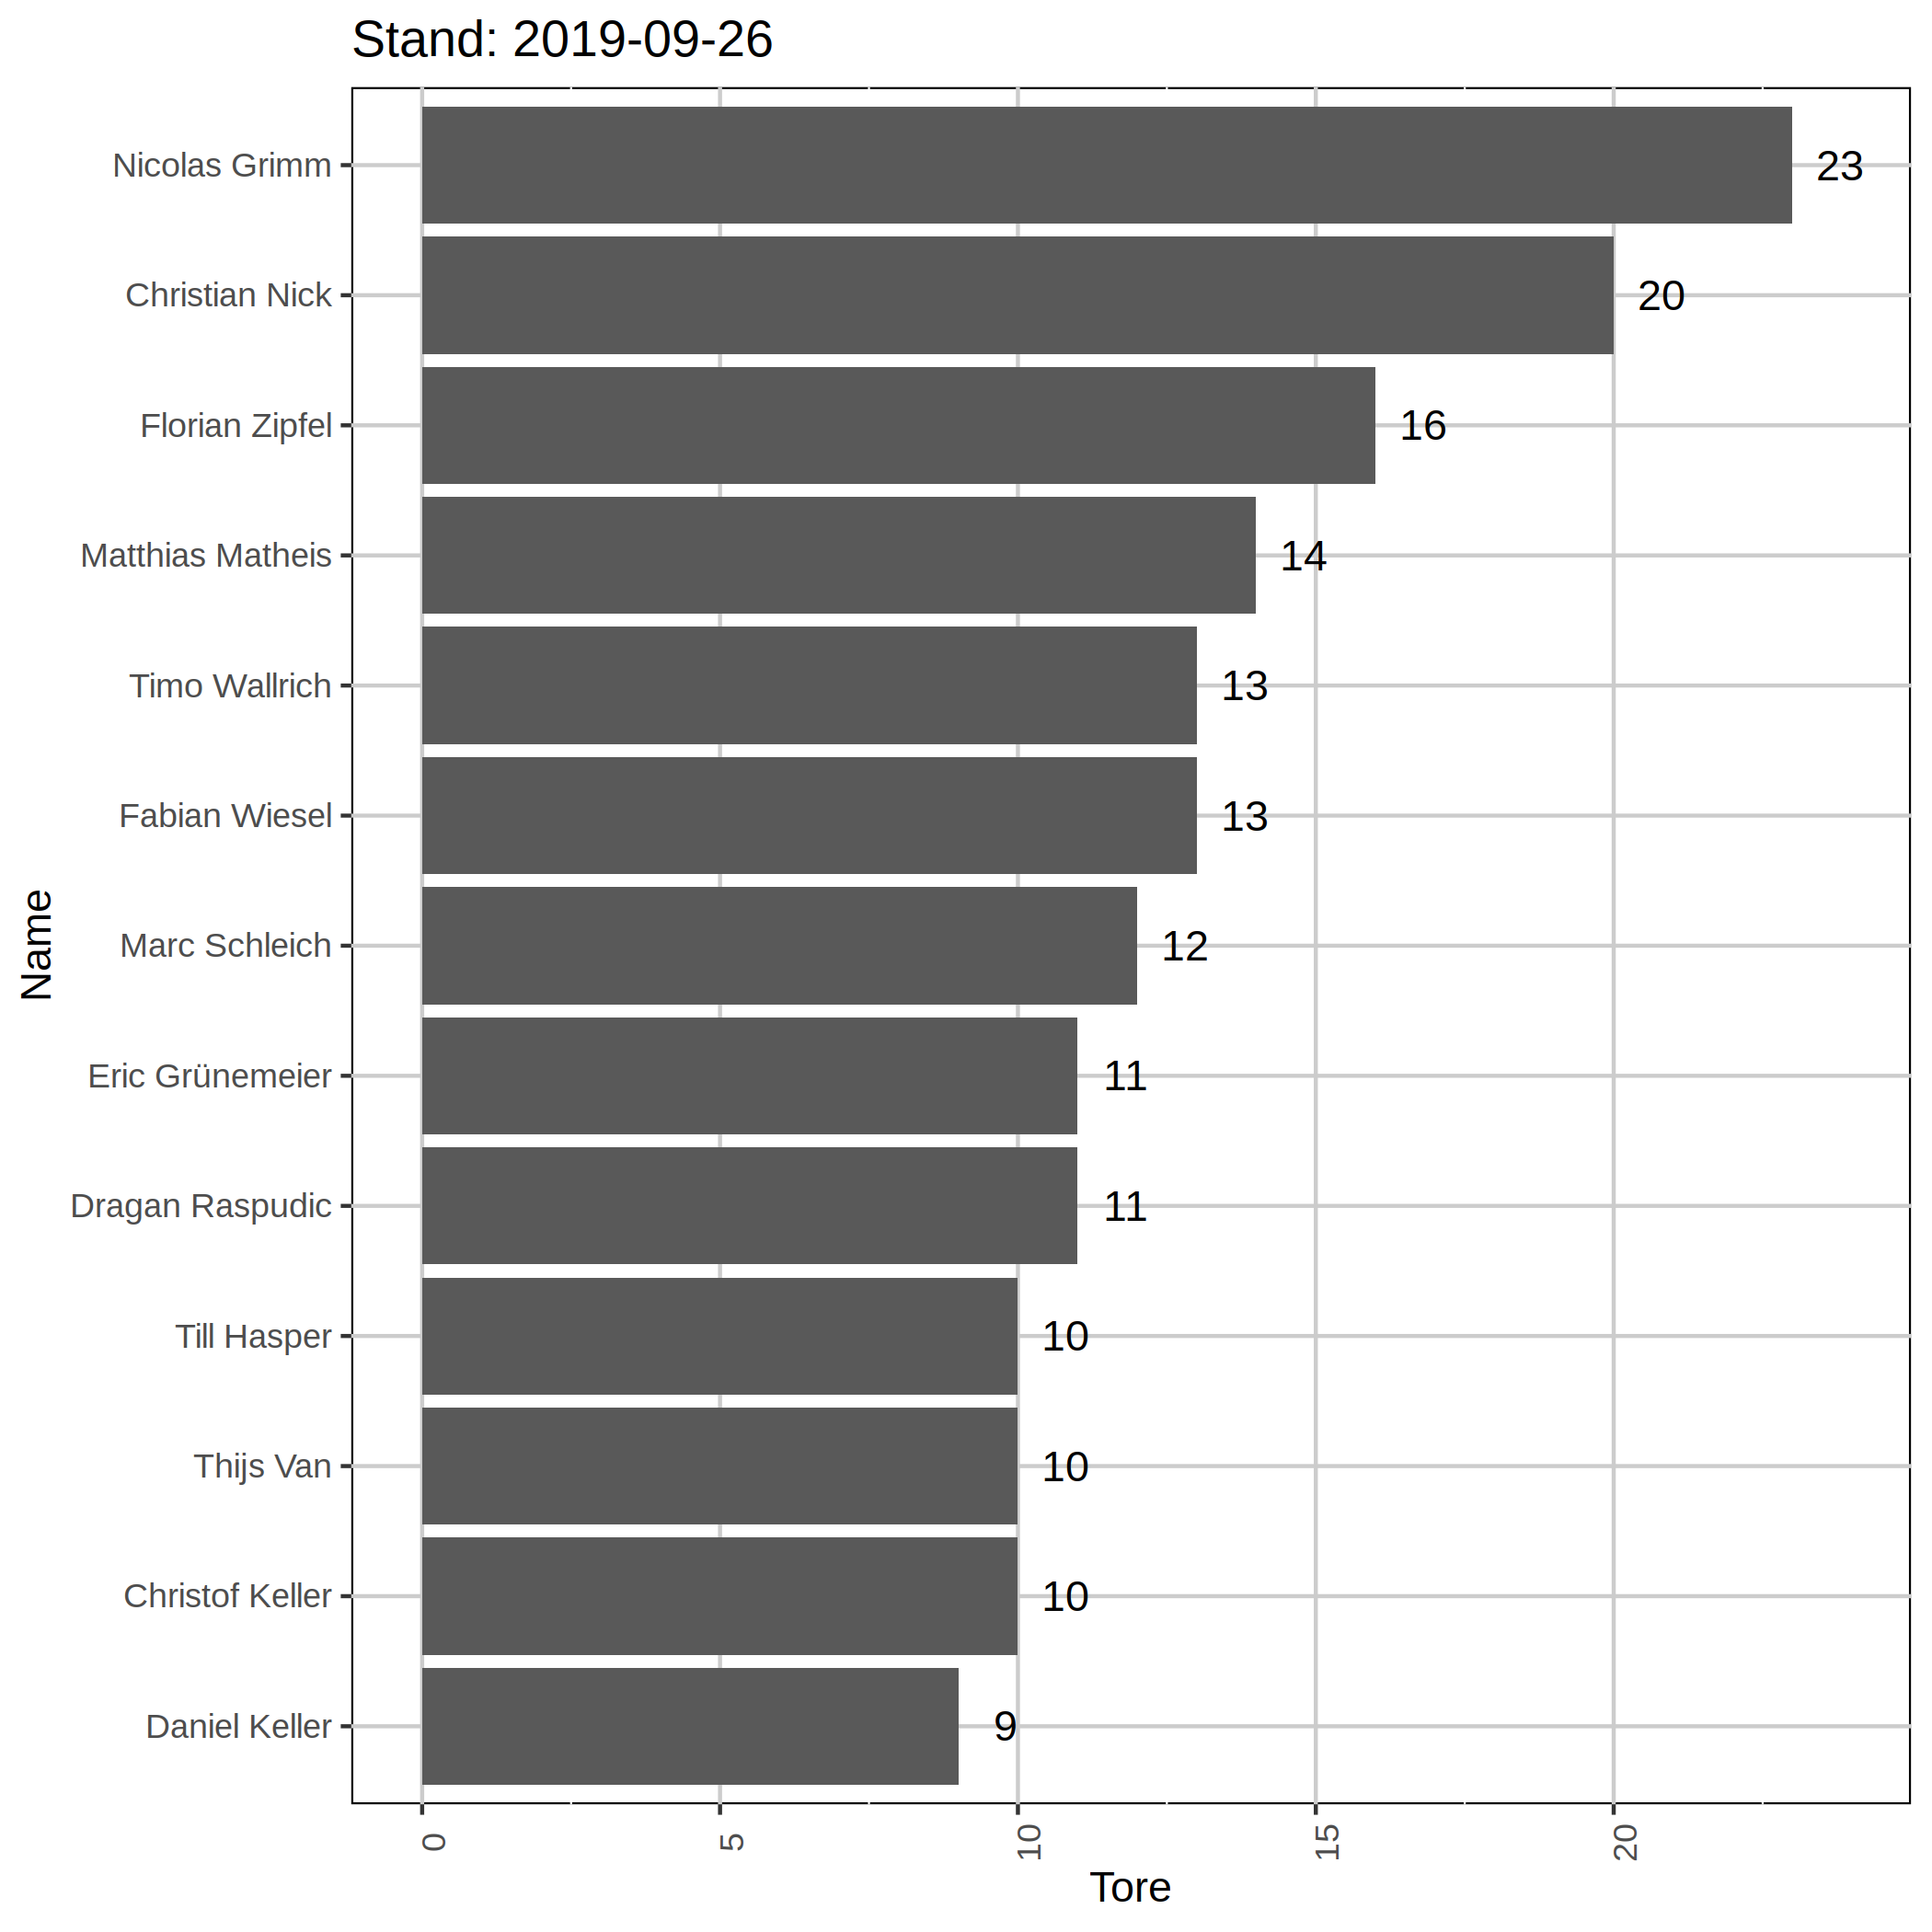 Stand: 2019-09-26
Nicolas Grimm 23
Christian Nick 20
Florian Zipfel 16
Matthias Matheis 14
Timo Wallrich 13
Fabian Wiesel 13
Marc Schleich 12
Eric Grünemeier 11
Dragan Raspudic 11
Till Hasper 10
Thijs Van 10
Christof Keller 10
Daniel Keller 9
Name
0 5 10 15 20
Tore